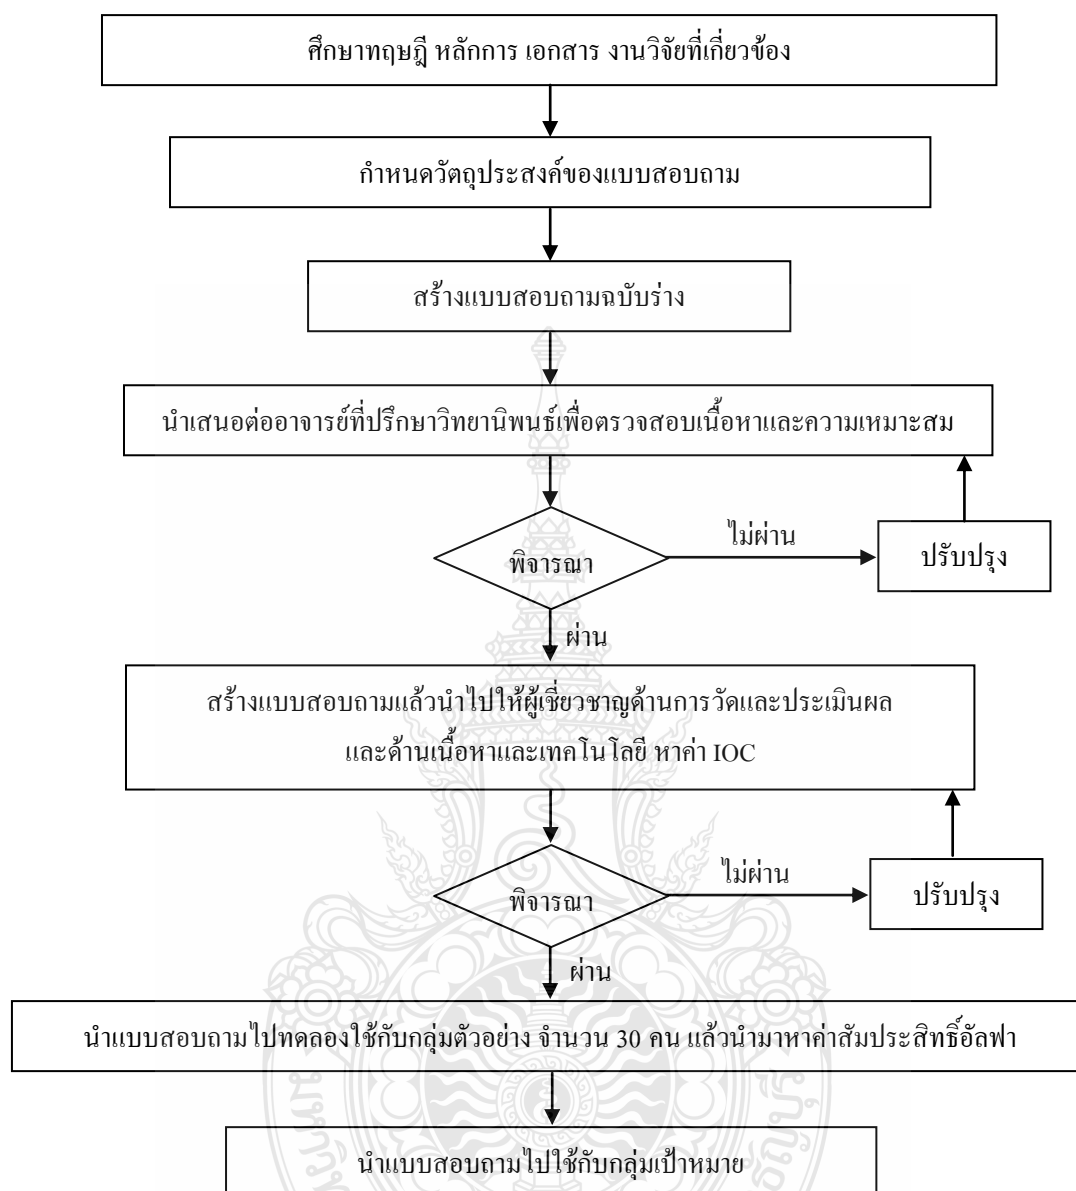 ศึกษาทฤษฎี หลักการ เอกสาร งานวิจัยที่เกี่ยวข้อง
กำหนดวัตถุประสงค์ของแบบสอบถาม
สร้างแบบสอบถามฉบับร่าง
นำเสนอต่ออาจารย์ที่ปรึกษาวิทยานิพนธ์เพื่อตรวจสอบเนื้อหาและความเหมาะสม
พิจารณา
ไม่ผ่าน
ปรับปรุง
ผ่าน
สร้างแบบสอบถามแล้วนำไปให้ผู้เชี่ยวชาญด้านการวัดและประเมินผล
และด้านเนื้อหาและเทคโนโลยี หาค่า IOC
พิจารณา
ไม่ผ่าน
ปรับปรุง
ผ่าน
นำแบบสอบถามไปทดลองใช้กับกลุ่มตัวอย่าง จำนวน 30 คน แล้วนำมาหาค่าสัมประสิทธิ์อัลฟา
นำแบบสอบถามไปใช้กับกลุ่มเป้าหมาย